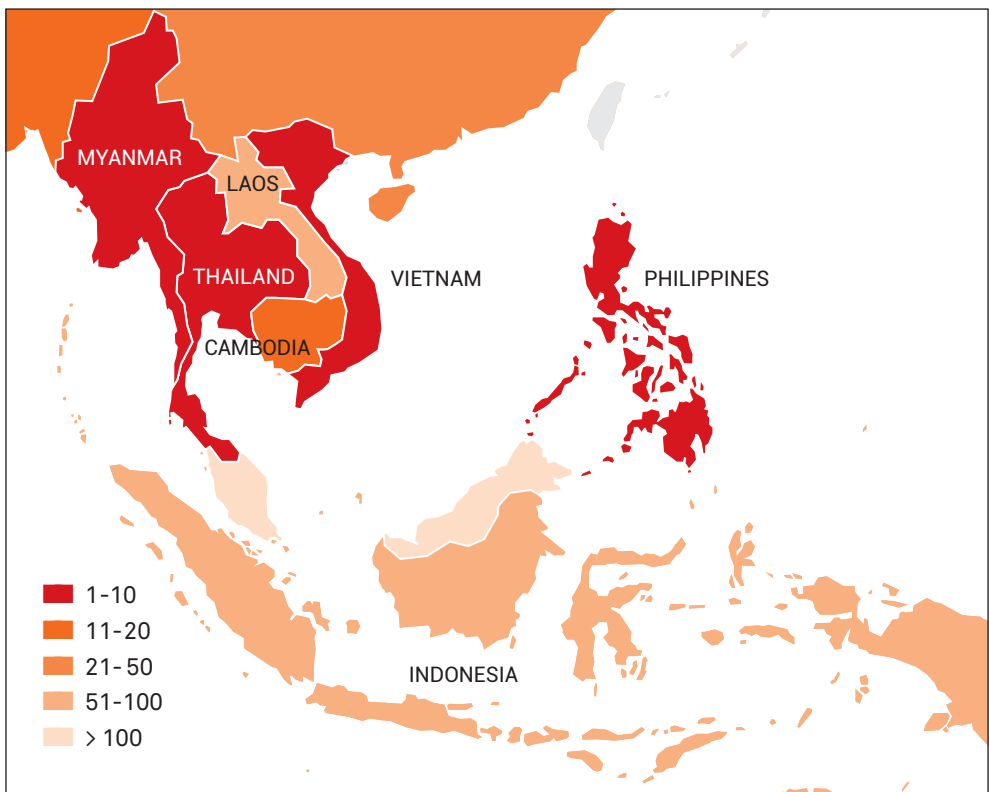 MYANMAR
LAOS
THAILAND
VIETNAM
PHILIPPINES
CAMBODIA
INDONESIA
1-10
11-20
21-50
51-100
> 100